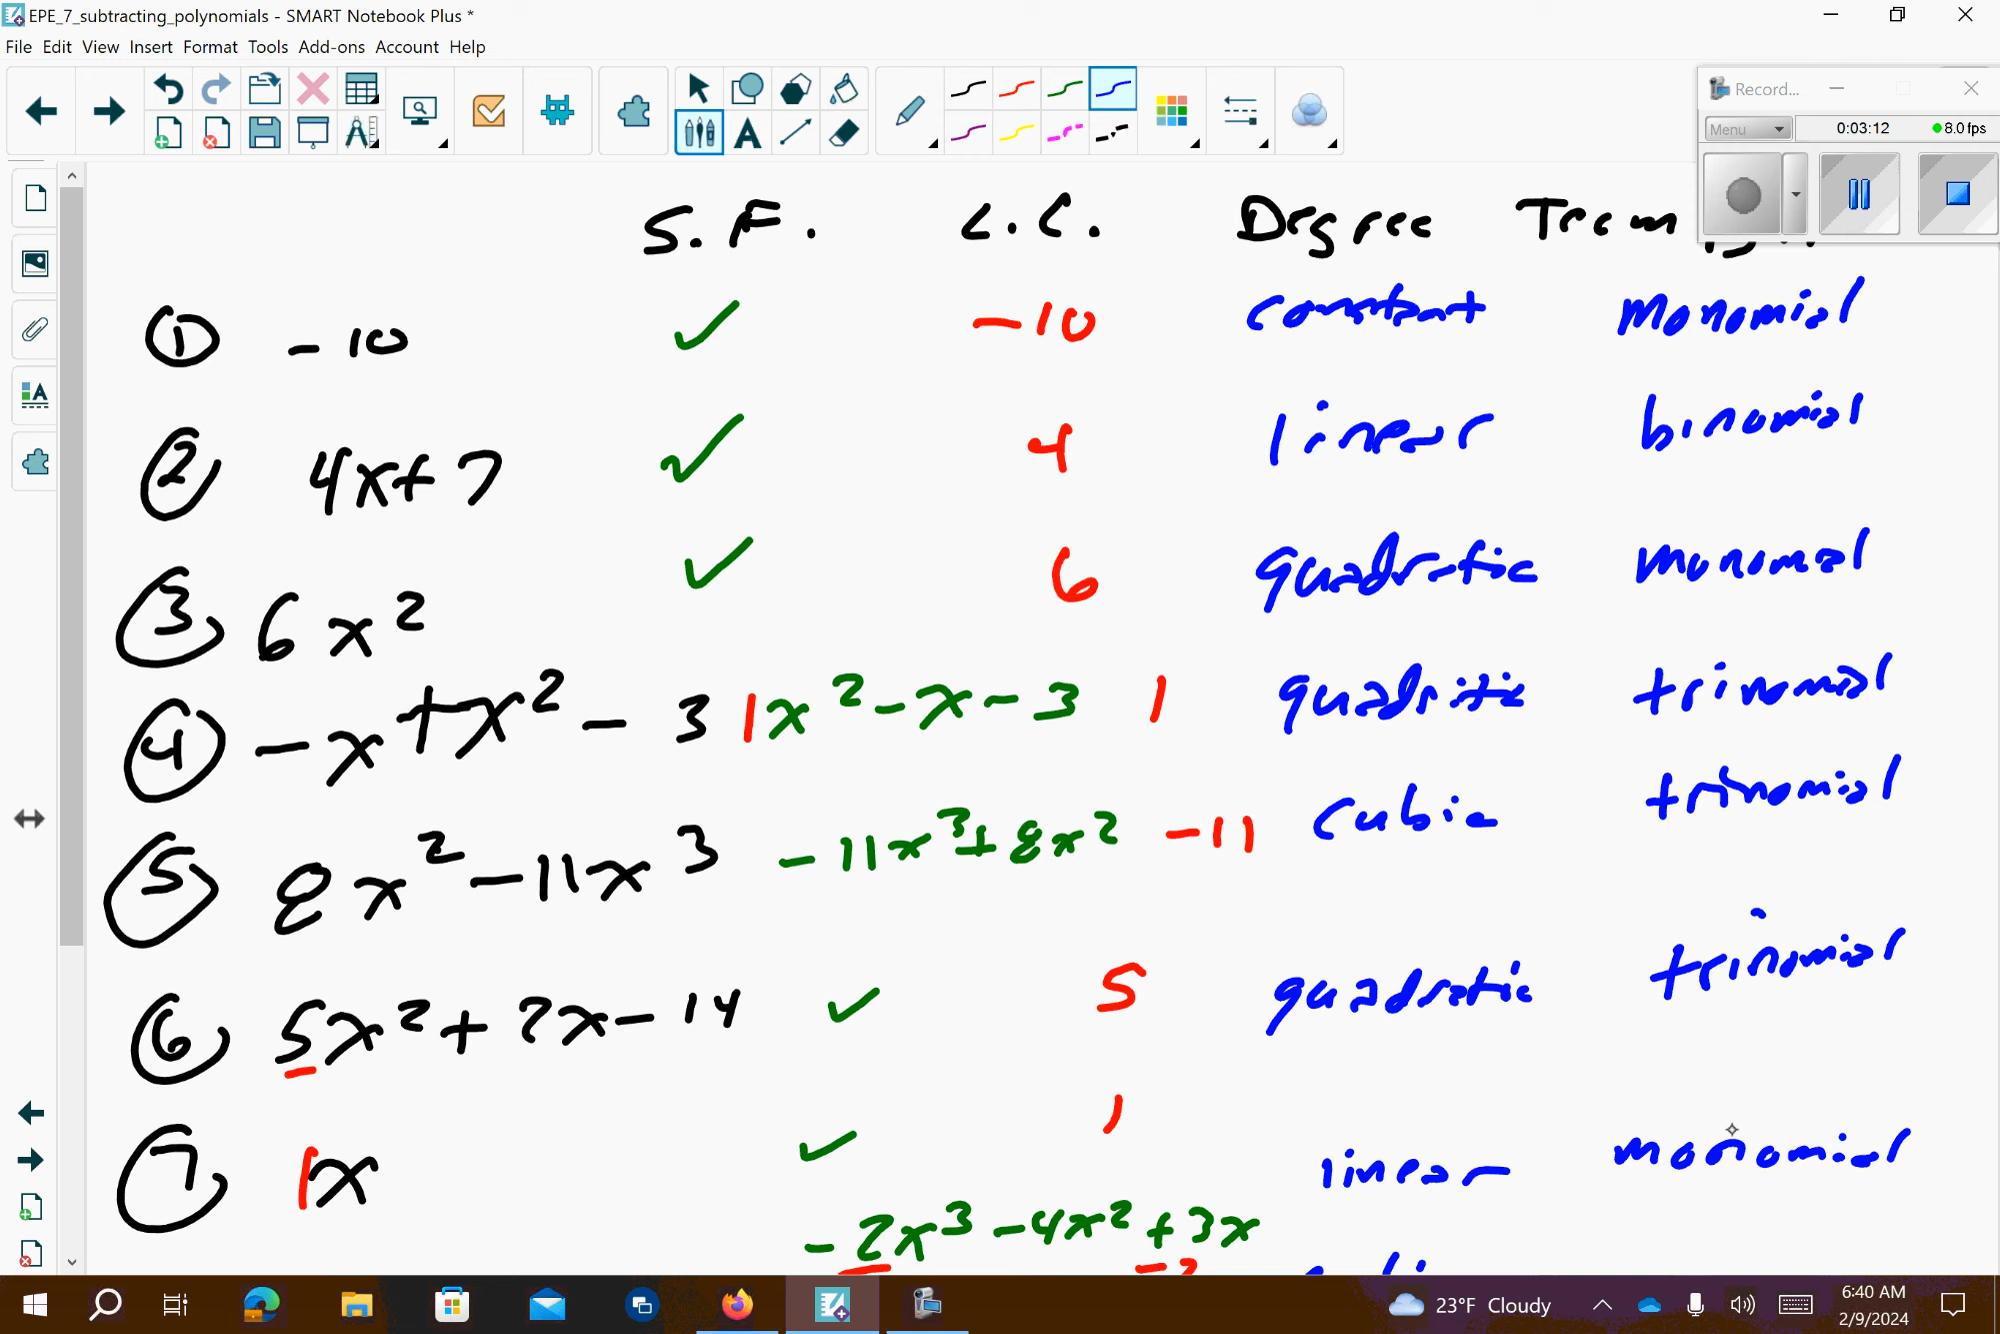 EPE_7_subtracting_polynomials - SMART Notebook Plus *
File Edit View Insert Format Tools Add-ons Account Help
Record...
Menu 0:03:12 8.0 fps
S.F. L.C. Degree
① - 10 ✓ -10 constant monomial
② 4x+7 ✓ 4 linear binomial
③ 6x² ✓ 6 quadratic monomial
④ -x+x²-3 1x²-x-3 1 quadratic trinomial
⑤ 8x²-11x³ -11x³+8x² -11 cubic trinomial
⑥ 5x²+7x-14 ✓ 5 quadratic trinomial
⑦ 1x ✓ 1 linear monomial
-2x³-4x²+3x
23°F Cloudy
6:40 AM
2/9/2024